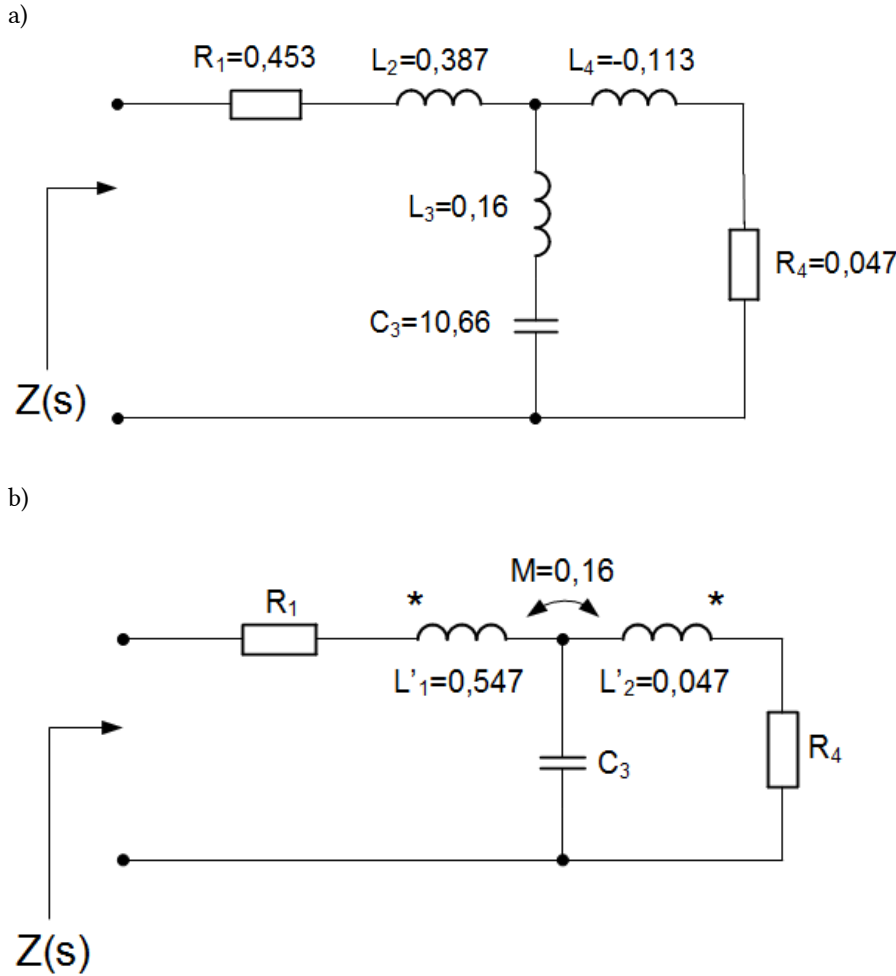 a)
R₁=0,453 L₂=0,387 L₄=-0,113
L₃=0,16
R₄=0,047
C₃=10,66
Z(s)
b)
M=0,16
R₁ * *
L'₁=0,547 L'₂=0,047
C₃ R₄
Z(s)